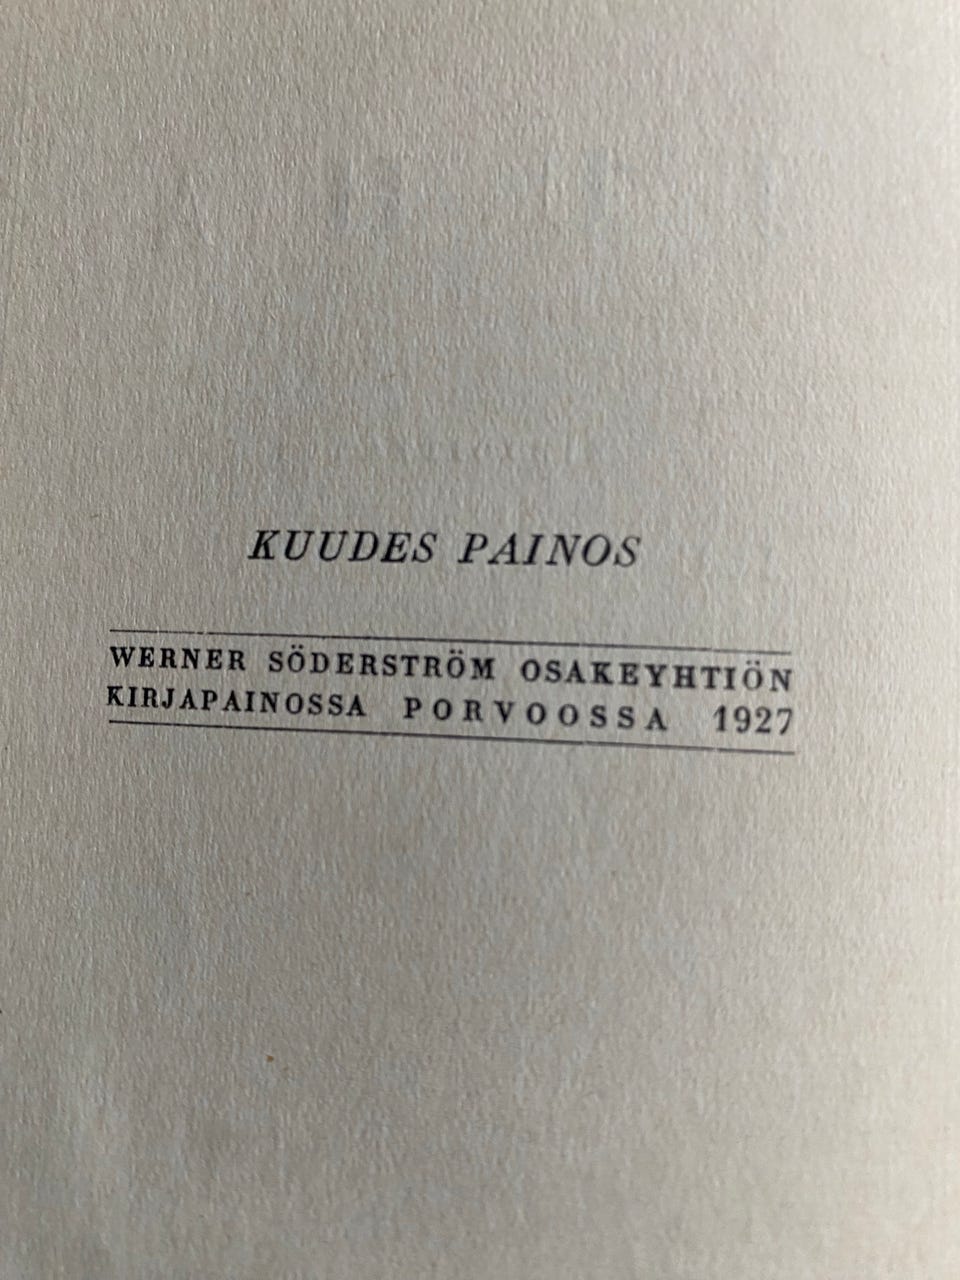 KUUDES PAINOS
WERNER SÖDERSTRÖM OSAKEYHTIÖN
KIRJAPAINOSSA PORVOOSSA 1927